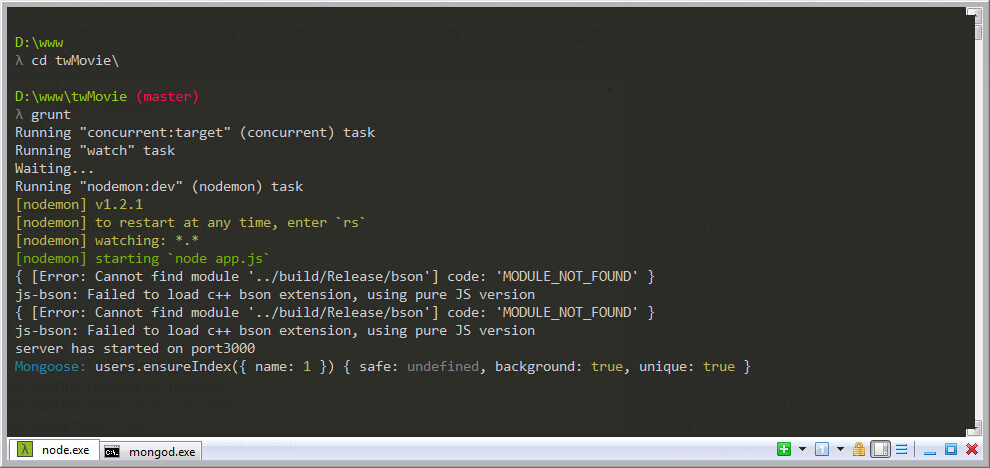 D:\www
λ cd twMovie\
D:\www\twMovie (master)
λ grunt
Running "concurrent:target" (concurrent) task
Running "watch" task
Waiting...
Running "nodemon:dev" (nodemon) task
[nodemon] v1.2.1
[nodemon] to restart at any time, enter `rs`
[nodemon] watching: *.*
[nodemon] starting `node app.js`
{ [Error: Cannot find module '../build/Release/bson'] code: 'MODULE_NOT_FOUND' }
js-bson: Failed to load c++ bson extension, using pure JS version
{ [Error: Cannot find module '../build/Release/bson'] code: 'MODULE_NOT_FOUND' }
js-bson: Failed to load c++ bson extension, using pure JS version
server has started on port3000
Mongoose: users.ensureIndex({ name: 1 }) { safe: undefined, background: true, unique: true }
λ node.exe mongod.exe